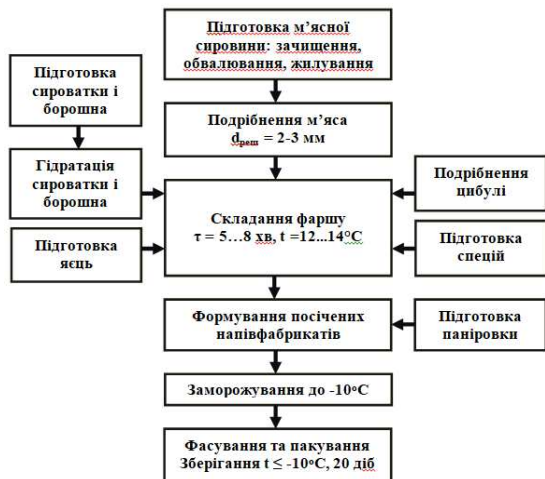 Підготовка м’ясної
сировини: зачищення,
обвалювання, жилування
Підготовка
сироватки і
борошна
Подрібнення м’яса
dреш = 2-3 мм
Гідратація
сироватки і
борошна
Подрібнення
цибулі
Складання фаршу
τ = 5…8 хв, t =12...14°C
Підготовка
яєць
Підготовка
спецій
Формування посічених
напівфабрикатів
Підготовка
паніровки
Заморожування до -10°С
Фасування та пакування
Зберігання t ≤ -10°С, 20 діб